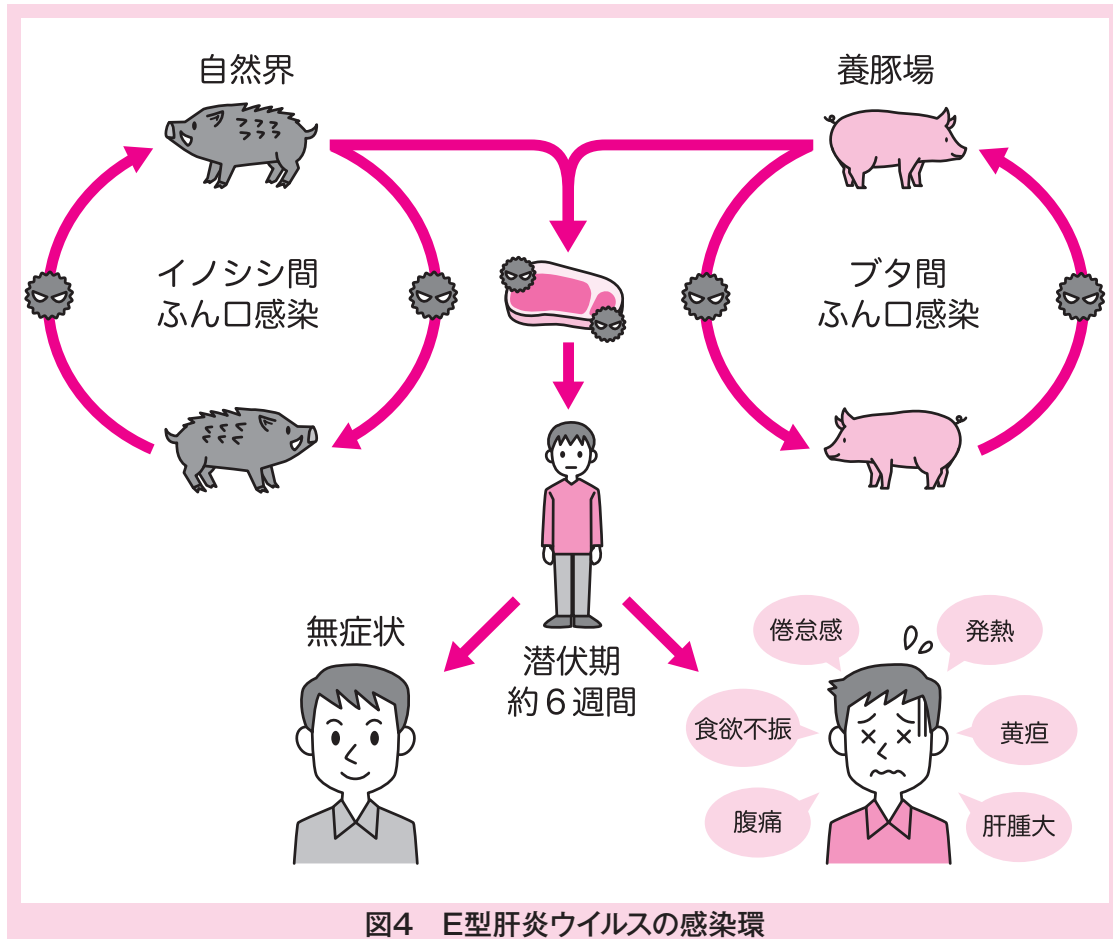 自然界
養豚場
イノシシ間
ふん口感染
ブタ間
ふん口感染
無症状
潜伏期
約6週間
倦怠感
発熱
食欲不振
黄疸
腹痛
肝腫大
図4 E型肝炎ウイルスの感染環